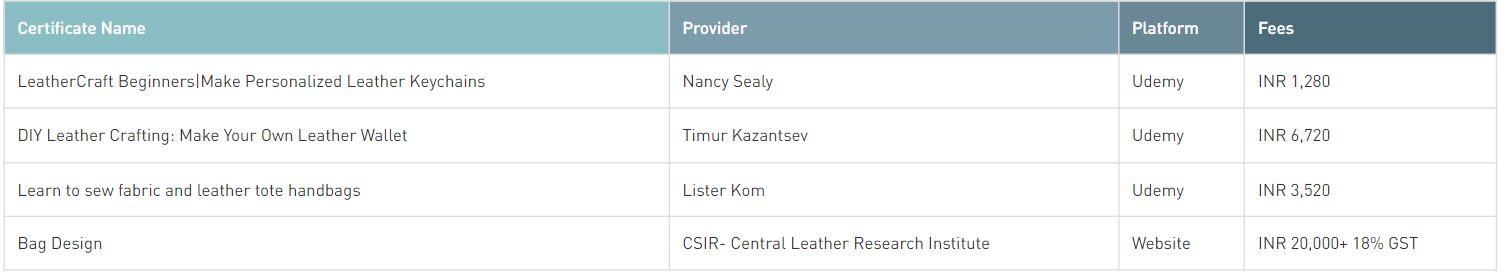 Certificate Name Provider Platform Fees
LeatherCraft Beginners|Make Personalized Leather Keychains Nancy Sealy Udemy INR 1,280
DIY Leather Crafting: Make Your Own Leather Wallet Timur Kazantsev Udemy INR 6,720
Learn to sew fabric and leather tote handbags Lister Kom Udemy INR 3,520
Bag Design CSIR- Central Leather Research Institute Website INR 20,000+ 18% GST